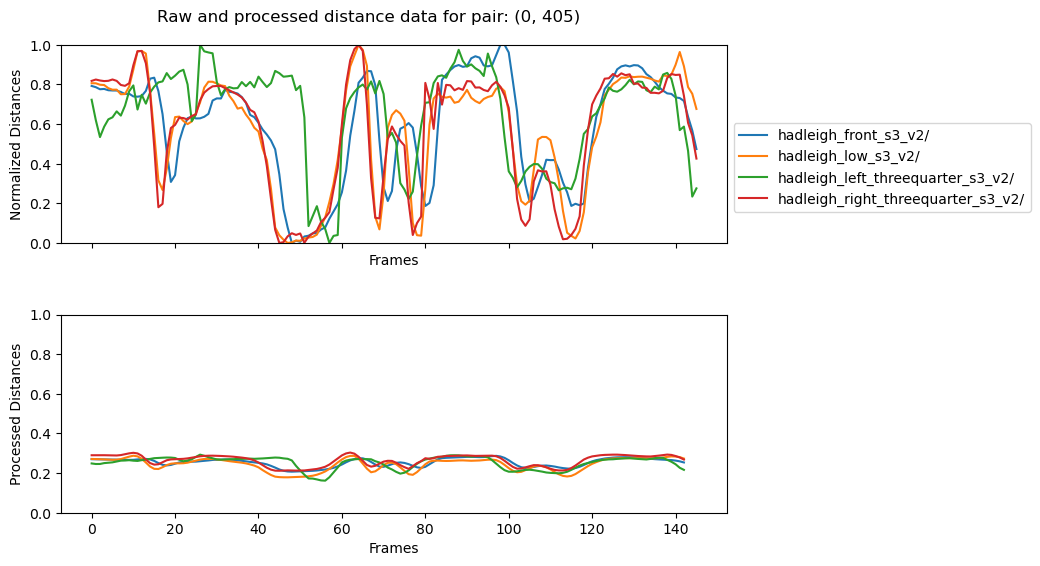 Raw and processed distance data for pair: (0, 405)
1.0
0.8
0.6
0.4
0.2
0.0
Normalized Distances
Frames
hadleigh_front_s3_v2/
hadleigh_low_s3_v2/
hadleigh_left_threequarter_s3_v2/
hadleigh_right_threequarter_s3_v2/
1.0
0.8
0.6
0.4
0.2
0.0
Processed Distances
0 20 40 60 80 100 120 140
Frames